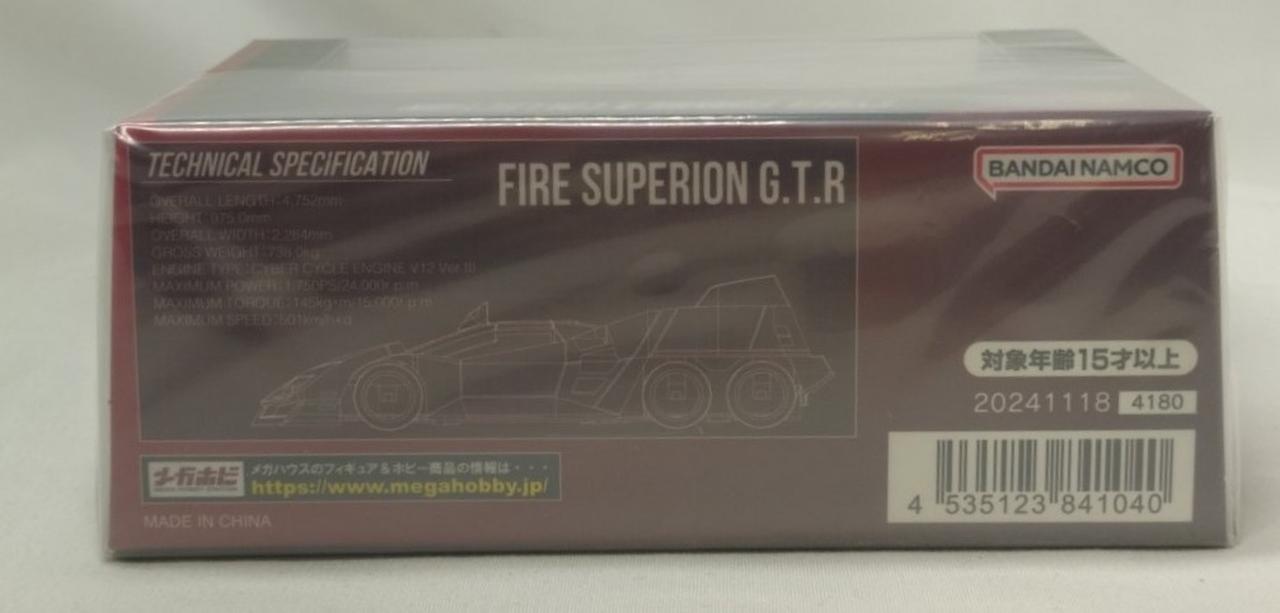 TECHNICAL SPECIFICATION
OVERALL LENGTH:4,752mm
HEIGHT:975.0mm
OVERALL WIDTH:2,264mm
GROSS WEIGHT:738.0kg
ENGINE TYPE:CYBER CYCLE ENGINE V12 Ver.III
MAXIMUM POWER:1,750PS/24,000r.p.m
MAXIMUM TORQUE:145kg·m/15,000r.p.m
MAXIMUM SPEED:501km/h+α
FIRE SUPERION G.T.R
BANDAI NAMCO
対象年齢15才以上
20241118 4180
4 535123 841040
メガホビ
メガハウスのフィギュア&ホビー商品の情報は・・・
https://www.megahobby.jp/
MADE IN CHINA